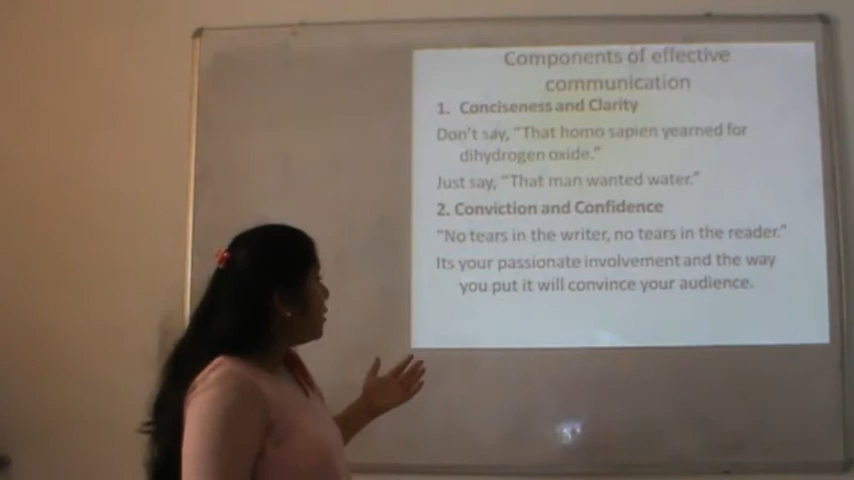 Components of effective
communication
1. Conciseness and Clarity
Don't say, "That homo sapien yearned for
dihydrogen oxide."
Just say, "That man wanted water."
2. Conviction and Confidence
"No tears in the writer, no tears in the reader."
Its your passionate involvement and the way
you put it will convince your audience.